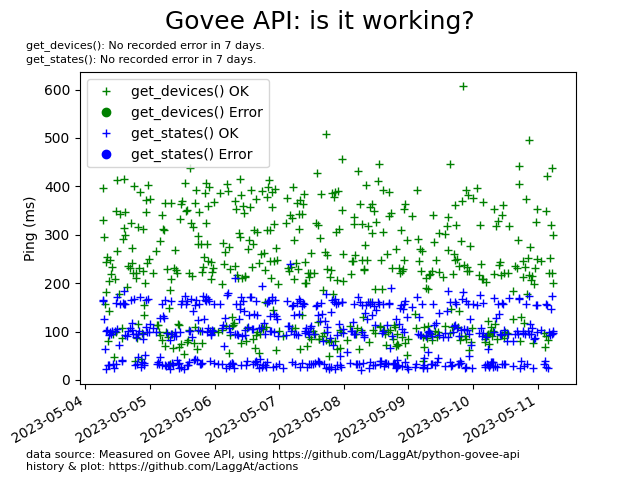 Govee API: is it working?
get_devices(): No recorded error in 7 days.
get_states(): No recorded error in 7 days.
get_devices() OK
get_devices() Error
get_states() OK
get_states() Error
Ping (ms)
600
500
400
300
200
100
0
2023-05-04
2023-05-05
2023-05-06
2023-05-07
2023-05-08
2023-05-09
2023-05-10
2023-05-11
data source: Measured on Govee API, using https://github.com/LaggAt/python-govee-api
history & plot: https://github.com/LaggAt/actions